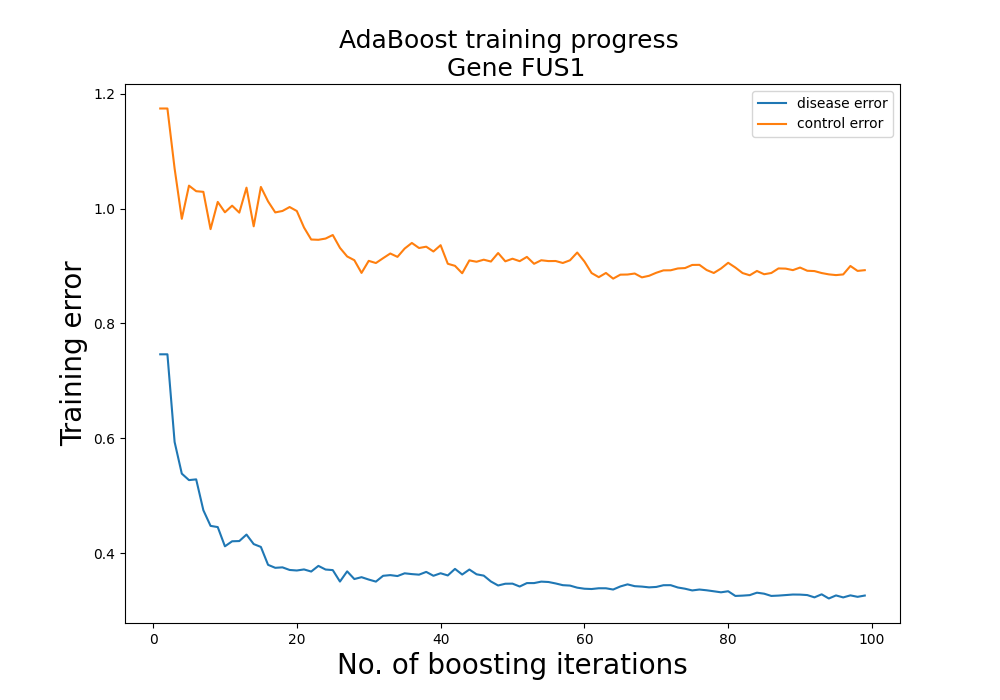 AdaBoost training progress
Gene FUS1
disease error
control error
Training error
1.2
1.0
0.8
0.6
0.4
0
20
40
60
80
100
No. of boosting iterations